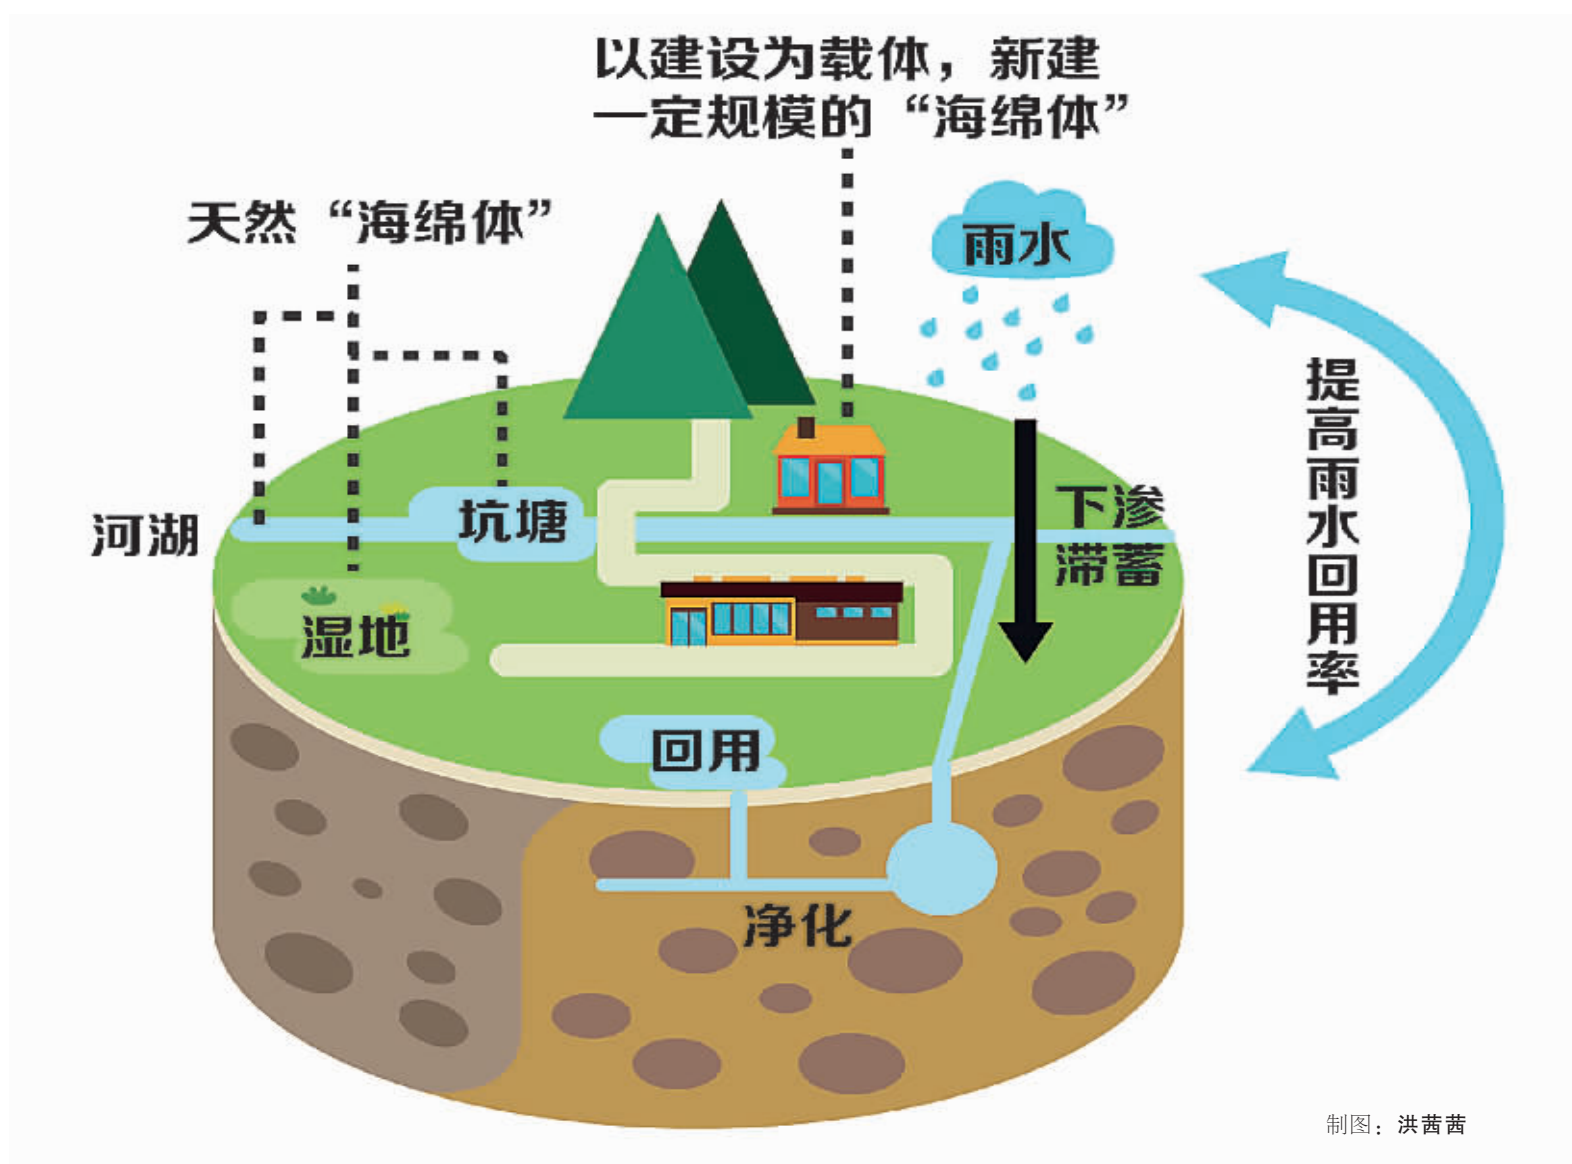 以建设为载体，新建
一定规模的“海绵体”
天然“海绵体”
雨水
提高雨水回用率
河湖
坑塘
下渗
滞蓄
湿地
回用
净化
制图：洪茜茜